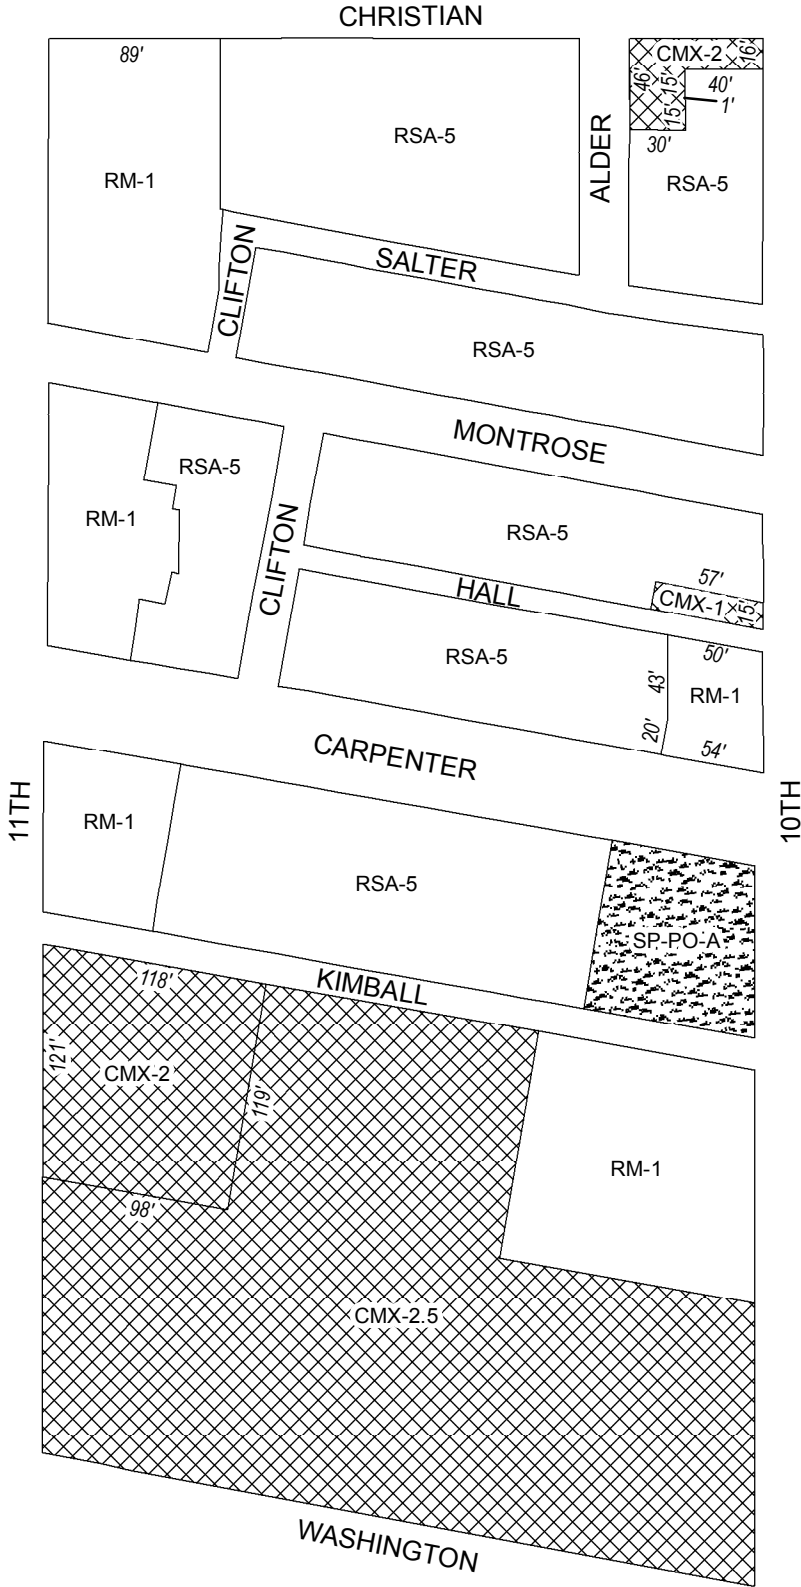 CHRISTIAN
89'
CMX-2
16'
46'
15'
40'
15'
1'
30'
RSA-5
RM-1
ALDER
RSA-5
CLIFTON
SALTER
RSA-5
MONTROSE
RSA-5
RM-1
CLIFTON
RSA-5
57'
HALL
CMX-1
15'
RSA-5
50'
43'
RM-1
20'
54'
CARPENTER
11TH
10TH
RM-1
RSA-5
SP-PO-A
KIMBALL
118'
121'
CMX-2
119'
98'
RM-1
CMX-2.5
WASHINGTON